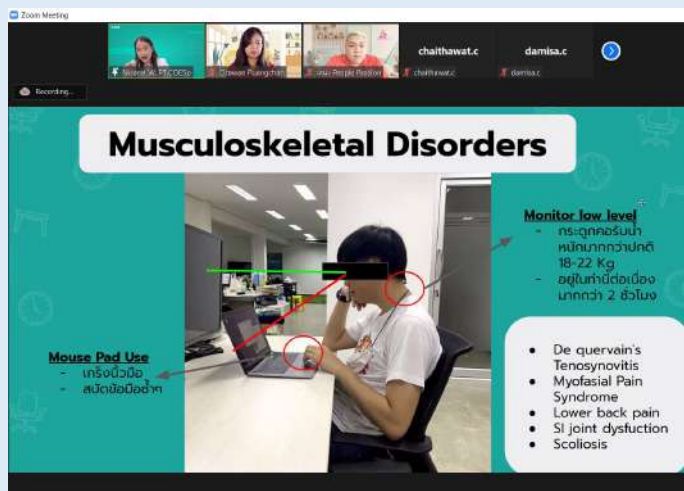 Zoom Meeting
chaithawat.c
damisa.c
chaithawat.c
damisa.c
Recording...
Musculoskeletal Disorders
Monitor low level
- กระดูกคอรับน้ำ
หนักมากกว่าปกติ
18-22 Kg
- อยู่ในท่านี้ต่อเนื่อง
มากกว่า 2 ชั่วโมง
Mouse Pad Use
- เกร็งนิ้วมือ
- สบัดข้อมือซ้ำๆ
• De quervain's
Tenosynovitis
• Myofasial Pain
Syndrome
• Lower back pain
• SI joint dysfuction
• Scoliosis